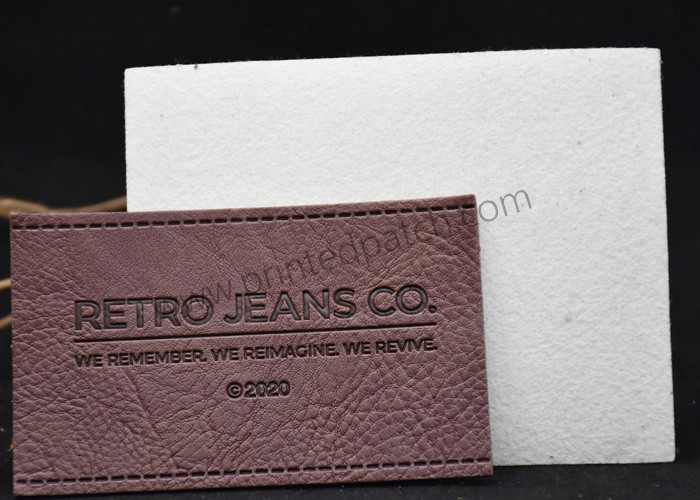 RETRO JEANS CO.
WE REMEMBER. WE REIMAGINE. WE REVIVE.
©2020
www.printedpatch.com